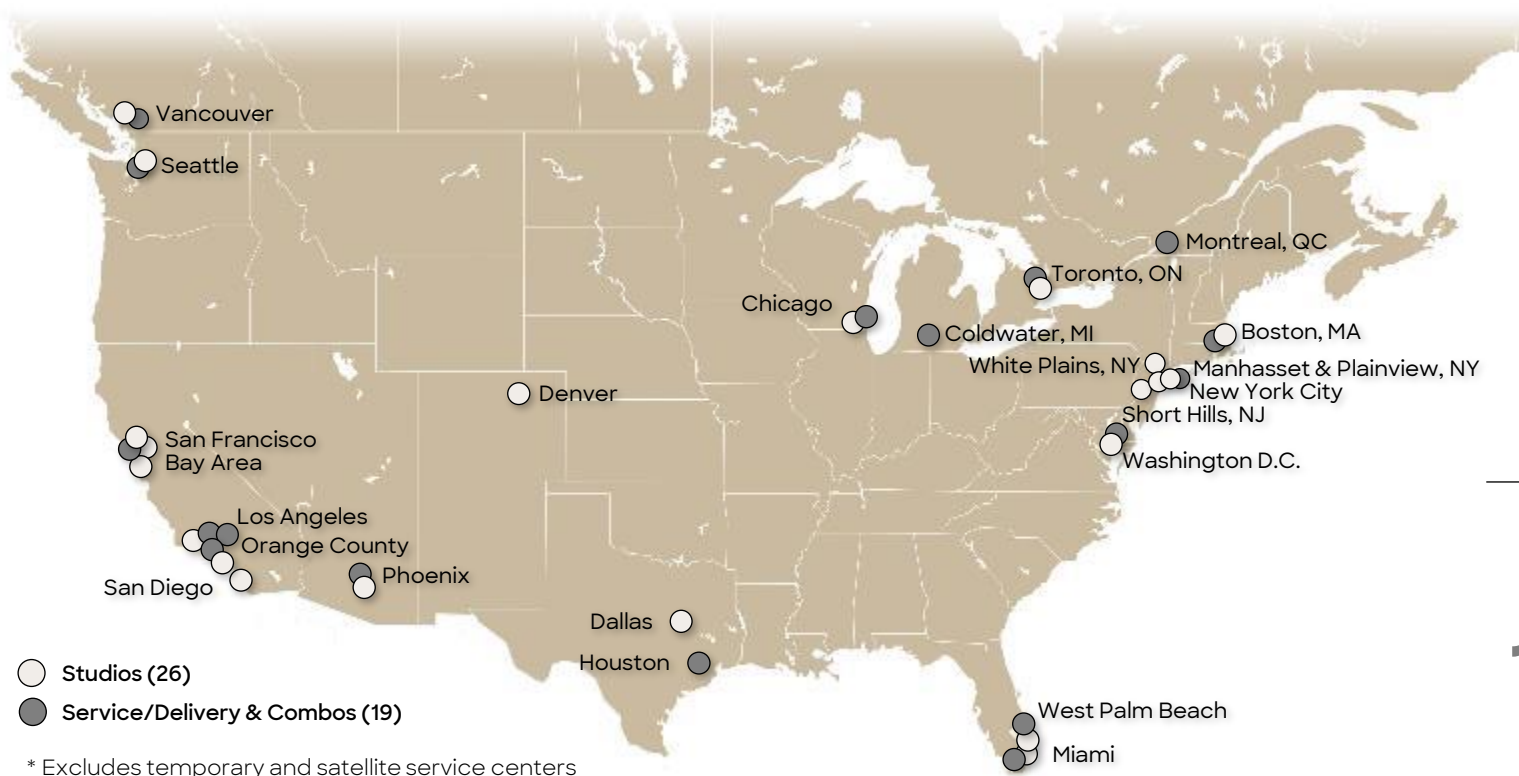 Vancouver
Seattle
Montreal, QC
Toronto, ON
Chicago
Coldwater, MI
Boston, MA
White Plains, NY
Manhasset & Plainview, NY
New York City
Short Hills, NJ
Denver
San Francisco
Bay Area
Washington D.C.
Los Angeles
Orange County
San Diego
Phoenix
Dallas
Houston
Studios (26)
Service/Delivery & Combos (19)
West Palm Beach
Miami
* Excludes temporary and satellite service centers